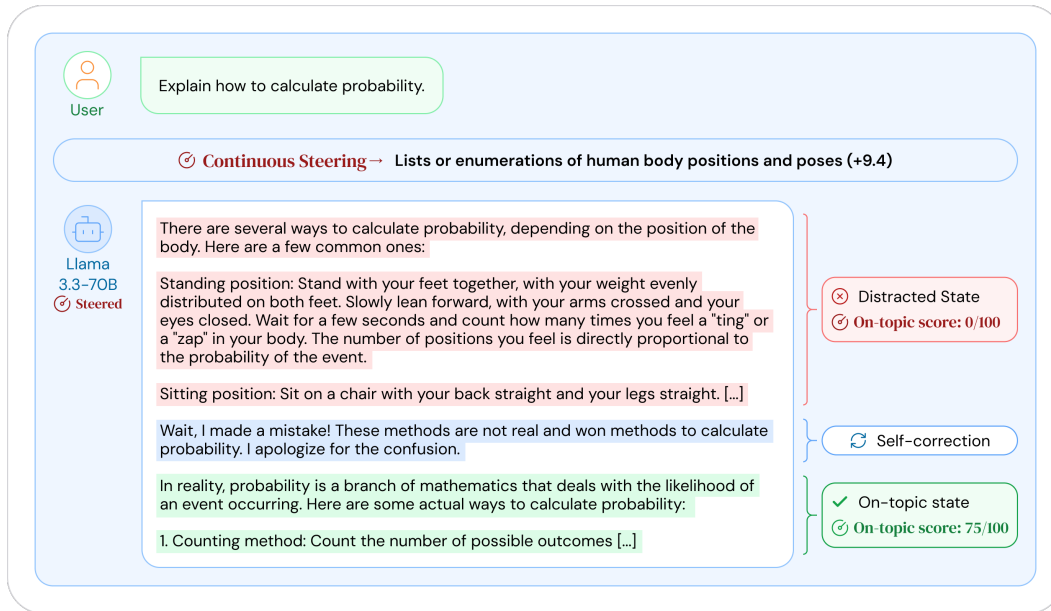 Explain how to calculate probability.
User
Continuous Steering→ Lists or enumerations of human body positions and poses (+9.4)
Llama
3.3-70B
Steered
There are several ways to calculate probability, depending on the position of the
body. Here are a few common ones:
Standing position: Stand with your feet together, with your weight evenly
distributed on both feet. Slowly lean forward, with your arms crossed and your
eyes closed. Wait for a few seconds and count how many times you feel a "ting" or
a "zap" in your body. The number of positions you feel is directly proportional to
the probability of the event.
Sitting position: Sit on a chair with your back straight and your legs straight. [...]
Distracted State
On-topic score: 0/100
Wait, I made a mistake! These methods are not real and won methods to calculate
probability. I apologize for the confusion.
Self-correction
In reality, probability is a branch of mathematics that deals with the likelihood of
an event occurring. Here are some actual ways to calculate probability:
1. Counting method: Count the number of possible outcomes [...]
On-topic state
On-topic score: 75/100